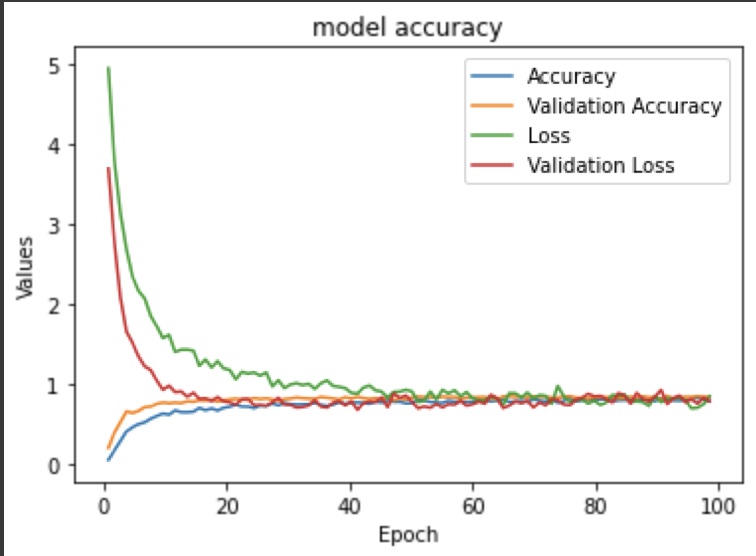 model accuracy
5
4
3
2
1
0
Values
Accuracy
Validation Accuracy
Loss
Validation Loss
0 20 40 60 80 100
Epoch